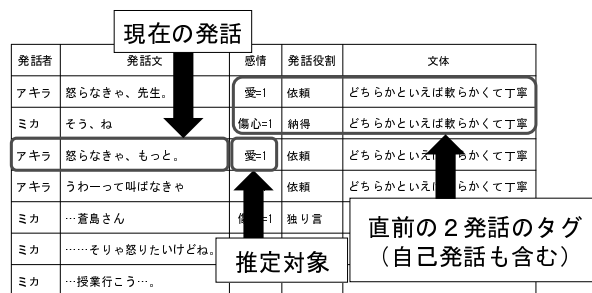 現在の発話
発話者 発話文 感情 発話役割 文体
アキラ 怒らなきゃ、先生。 愛=1 依頼 どちらかといえば軟らかくて丁寧
ミカ そう、ね 傷心=1 納得 どちらかといえば軟らかくて丁寧
アキラ 怒らなきゃ、もっと。 愛=1 依頼 どちらかといえば軟らかくて丁寧
アキラ うわーって叫ばなきゃ 依頼 どちらかといえ らかくて丁寧
ミカ …蒼島さん =1 独り言
ミカ ……そりゃ怒りたいけどね。
ミカ …授業行こう…。
推定対象
直前の２発話のタグ
（自己発話も含む）